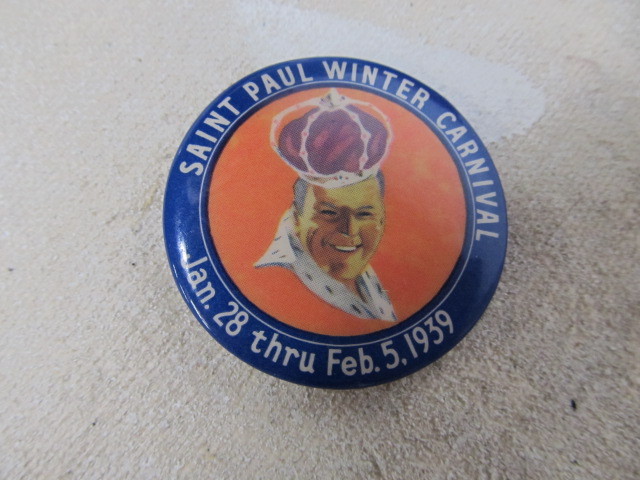 SAINT PAUL WINTER CARNIVAL
Jan. 28 thru Feb. 5, 1939